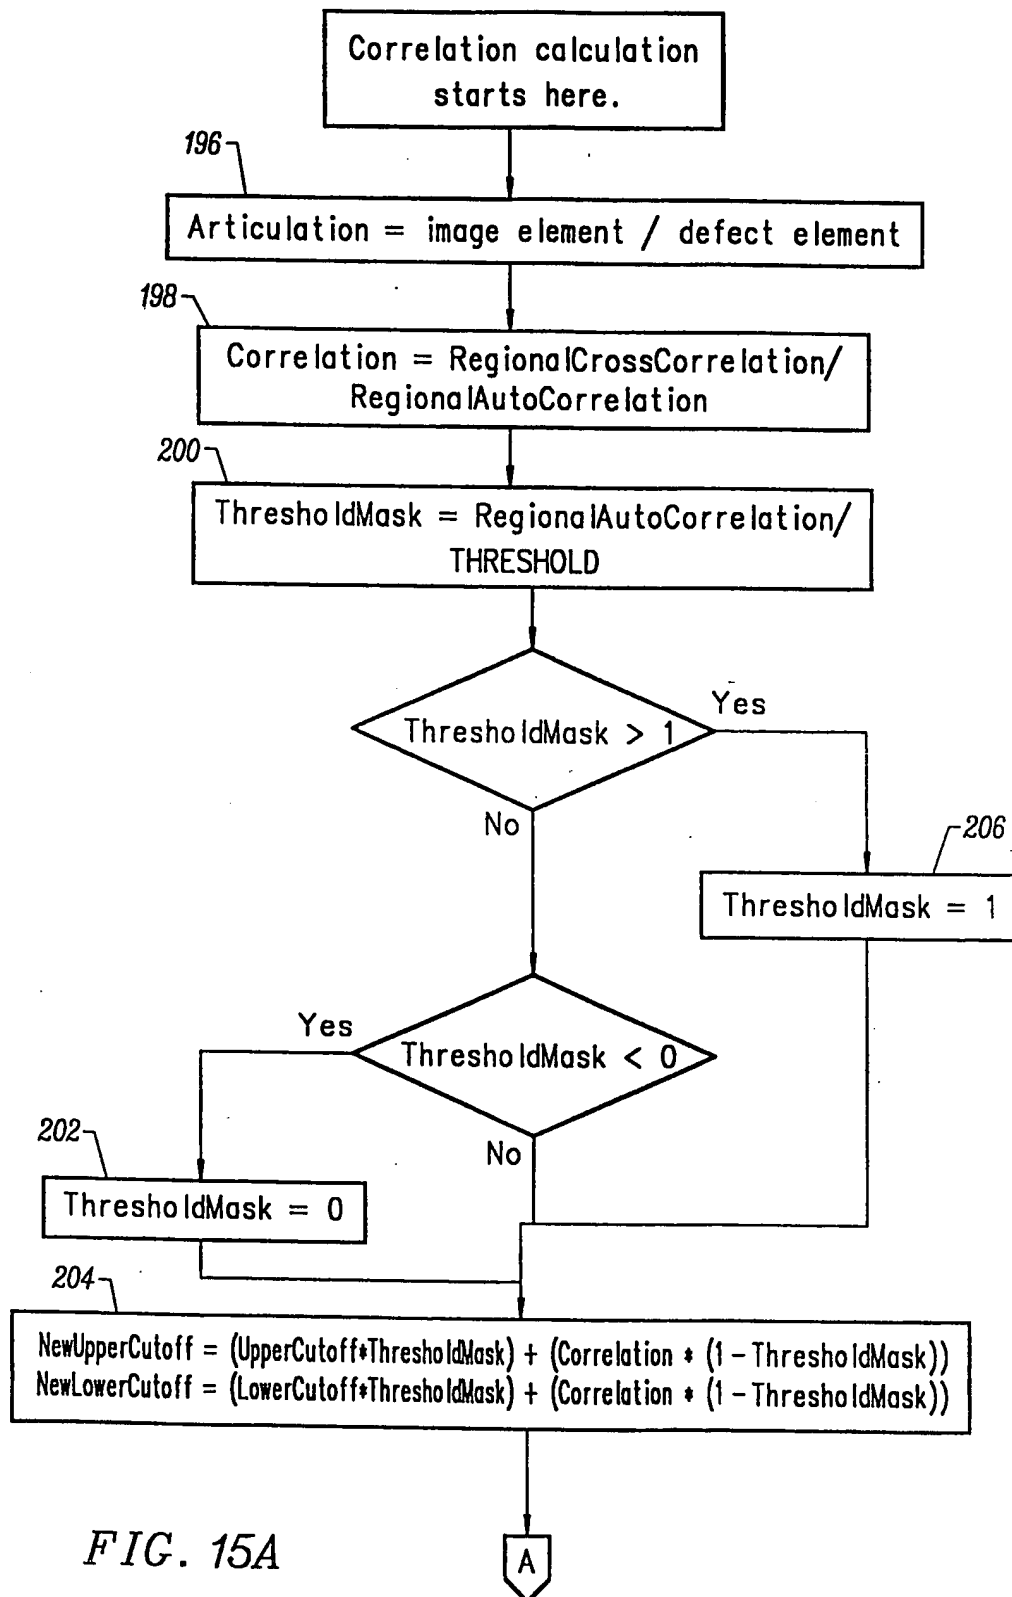 Correlation calculation
starts here.
196
Articulation = image element / defect element
198
Correlation = RegionalCrossCorrelation/
RegionalAutoCorrelation
200
ThresholdMask = RegionalAutoCorrelation/
THRESHOLD
ThresholdMask > 1
Yes
No
206
ThresholdMask = 1
Yes
ThresholdMask < 0
No
202
ThresholdMask = 0
204
NewUpperCutoff = (UpperCutoff*ThresholdMask) + (Correlation * (1 - ThresholdMask))
NewLowerCutoff = (LowerCutoff*ThresholdMask) + (Correlation * (1 - ThresholdMask))
FIG. 15A
A